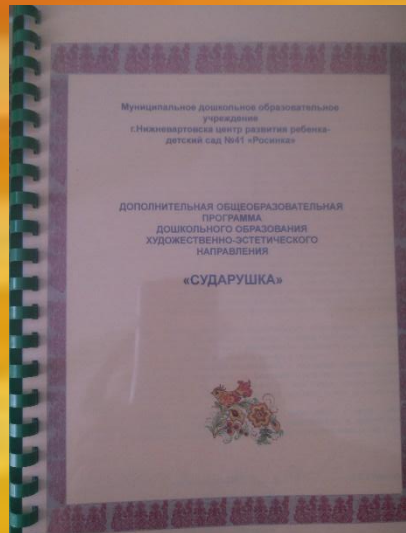 Муниципальное дошкольное образовательное
учреждение
г.Нижневартовска центр развития ребенка-
детский сад №41 «Росинка»
ДОПОЛНИТЕЛЬНАЯ ОБЩЕОБРАЗОВАТЕЛЬНАЯ
ПРОГРАММА
ДОШКОЛЬНОГО ОБРАЗОВАНИЯ
ХУДОЖЕСТВЕННО-ЭСТЕТИЧЕСКОГО
НАПРАВЛЕНИЯ
«СУДАРУШКА»